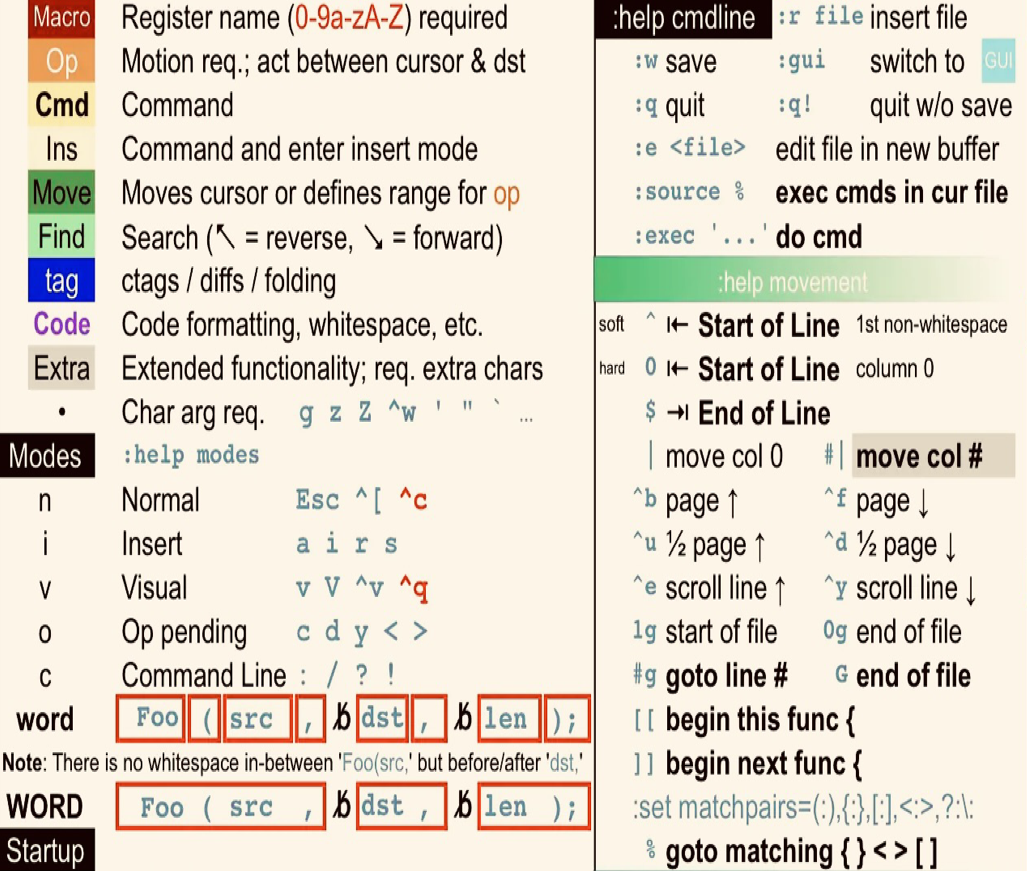 Macro Register name (0-9a-zA-Z) required
Op Motion req.; act between cursor & dst
Cmd Command
Ins Command and enter insert mode
Move Moves cursor or defines range for op
Find Search (↖ = reverse, ↘ = forward)
tag ctags / diffs / folding
Code Code formatting, whitespace, etc.
Extra Extended functionality; req. extra chars
• Char arg req. g z Z ^w ' " ` ...
Modes :help modes
n Normal Esc ^[ ^c
i Insert a i r s
v Visual v V ^v ^q
o Op pending c d y < >
c Command Line : / ? !
word Foo ( src , dst , len );
Note: There is no whitespace in-between 'Foo(src,' but before/after 'dst,'
WORD Foo ( src , dst , len );
Startup
:help cmdline :r file insert file
:w save :gui switch to GUI
:q quit :q! quit w/o save
:e <file> edit file in new buffer
:source % exec cmds in cur file
:exec '...' do cmd
:help movement
soft ^ |← Start of Line 1st non-whitespace
hard 0 |← Start of Line column 0
$ →| End of Line
| move col 0 #| move col #
^b page ↑ ^f page ↓
^u ½ page ↑ ^d ½ page ↓
^e scroll line ↑ ^y scroll line ↓
1g start of file 0g end of file
#g goto line # G end of file
[[ begin this func {
]] begin next func {
:set matchpairs=(:),{:},[:],<:>,?:\:
% goto matching { } < > [ ]